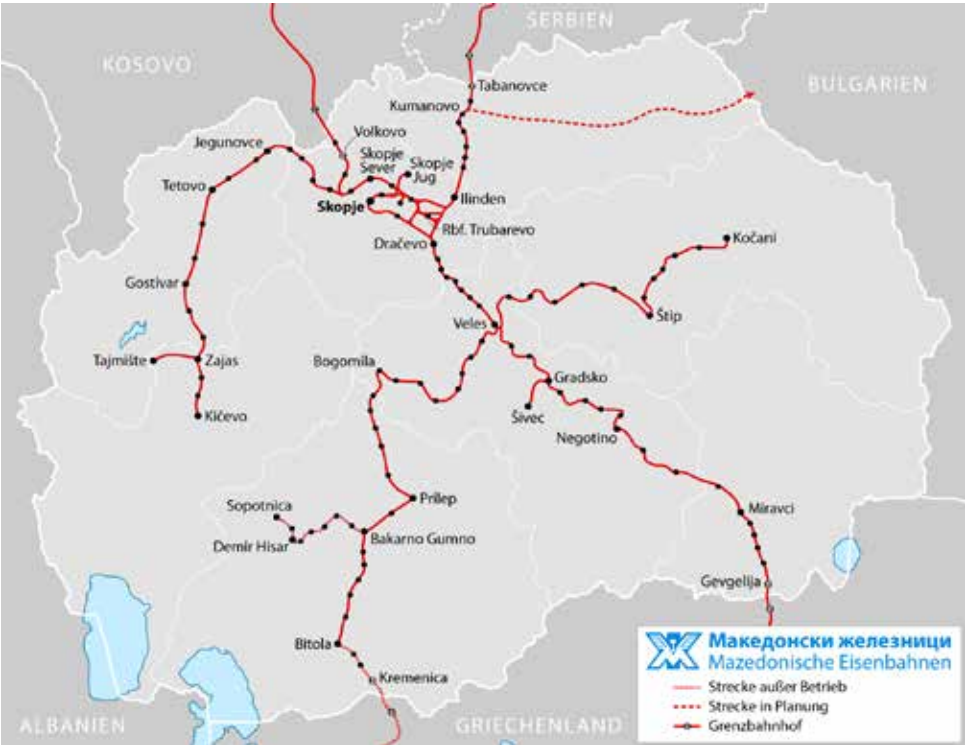 SERBIEN
KOSOVO
BULGARIEN
Tabanovce
Kumanovo
Volkovo
Jegunovce
Skopje
Sever
Skopje
Jug
Tetovo
Skopje
Ilinden
Rbf. Trubarevo
Dračevo
Kočani
Gostivar
Štip
Veles
Tajmište
Zajas
Bogomila
Gradsko
Kičevo
Šivec
Negotino
Sopotnica
Prilep
Demir Hisar
Bakarno Gumno
Miravci
Gevgelija
Bitola
Kremenica
ALBANIEN
GRIECHENLAND
Македонски железници
Mazedonische Eisenbahnen
Strecke außer Betrieb
Strecke in Planung
Grenzbahnhof